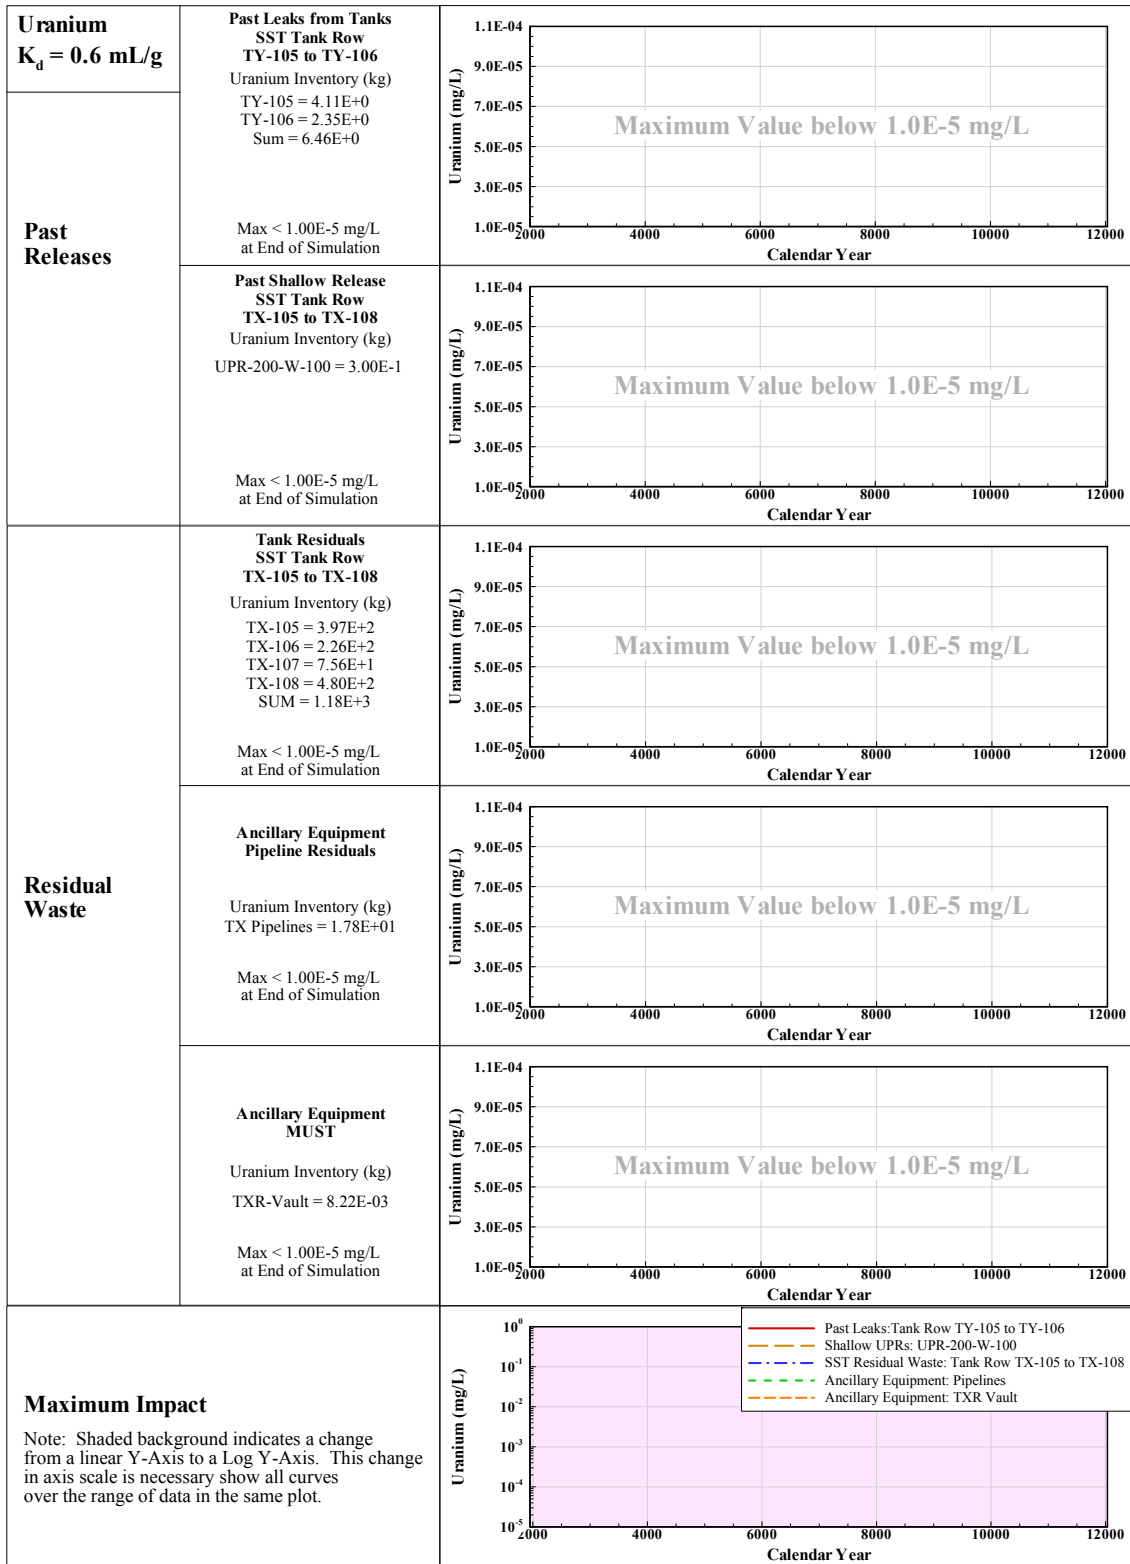 Uranium
Kd = 0.6 mL/g
Past Leaks from Tanks
SST Tank Row
TY-105 to TY-106
Uranium Inventory (kg)
TY-105 = 4.11E+0
TY-106 = 2.35E+0
Sum = 6.46E+0
Max < 1.00E-5 mg/L
at End of Simulation
Uranium (mg/L)
1.1E-04
9.0E-05
7.0E-05
5.0E-05
3.0E-05
1.0E-05
Maximum Value below 1.0E-5 mg/L
2000 4000 6000 8000 10000 12000
Calendar Year
Past
Releases
Past Shallow Release
SST Tank Row
TX-105 to TX-108
Uranium Inventory (kg)
UPR-200-W-100 = 3.00E-1
Max < 1.00E-5 mg/L
at End of Simulation
Uranium (mg/L)
1.1E-04
9.0E-05
7.0E-05
5.0E-05
3.0E-05
1.0E-05
Maximum Value below 1.0E-5 mg/L
2000 4000 6000 8000 10000 12000
Calendar Year
Residual
Waste
Tank Residuals
SST Tank Row
TX-105 to TX-108
Uranium Inventory (kg)
TX-105 = 3.97E+2
TX-106 = 2.26E+2
TX-107 = 7.56E+1
TX-108 = 4.80E+2
SUM = 1.18E+3
Max < 1.00E-5 mg/L
at End of Simulation
Uranium (mg/L)
1.1E-04
9.0E-05
7.0E-05
5.0E-05
3.0E-05
1.0E-05
Maximum Value below 1.0E-5 mg/L
2000 4000 6000 8000 10000 12000
Calendar Year
Ancillary Equipment
Pipeline Residuals
Uranium Inventory (kg)
TX Pipelines = 1.78E+01
Max < 1.00E-5 mg/L
at End of Simulation
Uranium (mg/L)
1.1E-04
9.0E-05
7.0E-05
5.0E-05
3.0E-05
1.0E-05
Maximum Value below 1.0E-5 mg/L
2000 4000 6000 8000 10000 12000
Calendar Year
Ancillary Equipment
MUST
Uranium Inventory (kg)
TXR-Vault = 8.22E-03
Max < 1.00E-5 mg/L
at End of Simulation
Uranium (mg/L)
1.1E-04
9.0E-05
7.0E-05
5.0E-05
3.0E-05
1.0E-05
Maximum Value below 1.0E-5 mg/L
2000 4000 6000 8000 10000 12000
Calendar Year
Maximum Impact
Note: Shaded background indicates a change
from a linear Y-Axis to a Log Y-Axis. This change
in axis scale is necessary show all curves
over the range of data in the same plot.
Uranium (mg/L)
10⁰
10⁻¹
10⁻²
10⁻³
10⁻⁴
10⁻⁵
Past Leaks:Tank Row TY-105 to TY-106
Shallow UPRs: UPR-200-W-100
SST Residual Waste: Tank Row TX-105 to TX-108
Ancillary Equipment: Pipelines
Ancillary Equipment: TXR Vault
2000 4000 6000 8000 10000 12000
Calendar Year